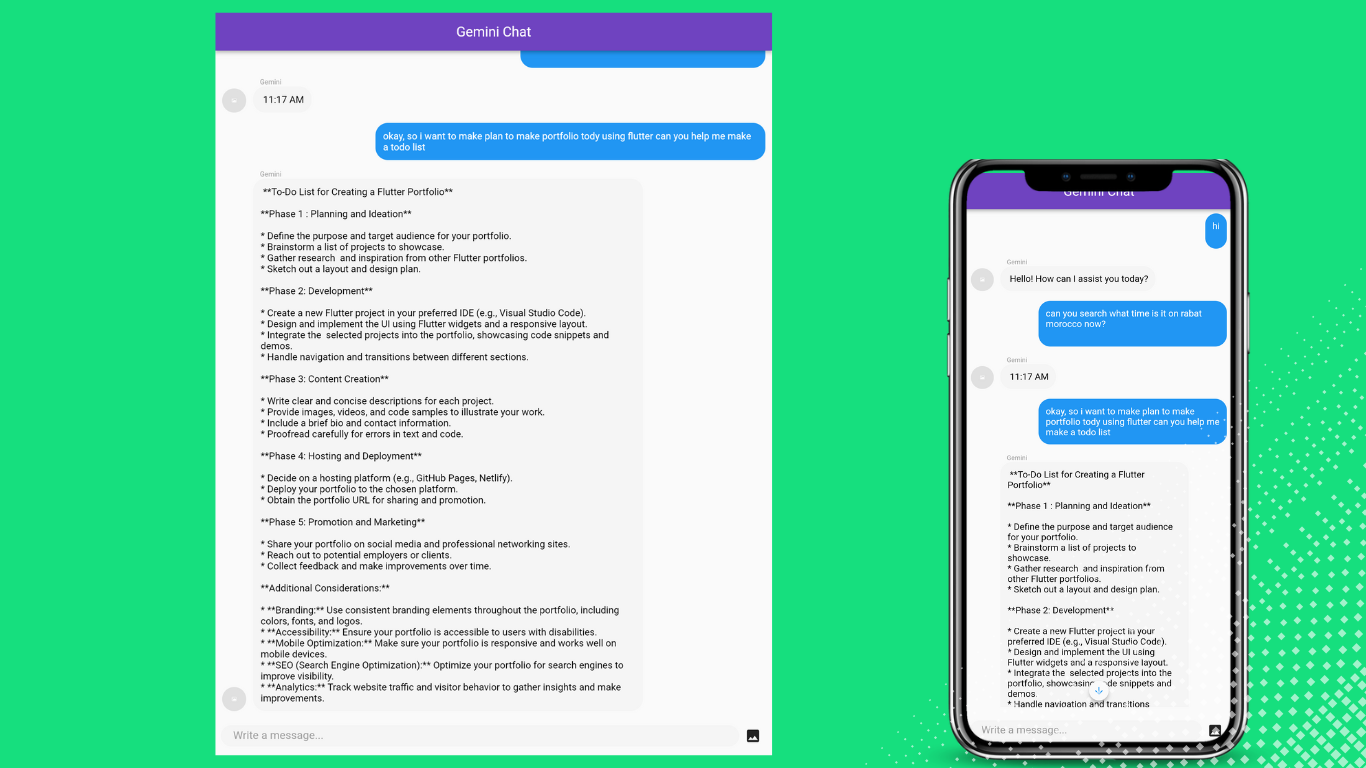 Gemini Chat
Gemini
11:17 AM
okay, so i want to make plan to make portfolio tody using flutter can you help me make
a todo list
Gemini
**To-Do List for Creating a Flutter Portfolio**
**Phase 1 : Planning and Ideation**
* Define the purpose and target audience for your portfolio.
* Brainstorm a list of projects to showcase.
* Gather research  and inspiration from other Flutter portfolios.
* Sketch out a layout and design plan.
**Phase 2: Development**
* Create a new Flutter project in your preferred IDE (e.g., Visual Studio Code).
* Design and implement the UI using Flutter widgets and a responsive layout.
* Integrate the  selected projects into the portfolio, showcasing code snippets and
demos.
* Handle navigation and transitions between different sections.
**Phase 3: Content Creation**
* Write clear and concise descriptions for each project.
* Provide images, videos, and code samples to illustrate your work.
* Include a brief bio and contact information.
* Proofread carefully for errors in text and code.
**Phase 4: Hosting and Deployment**
* Decide on a hosting platform (e.g., GitHub Pages, Netlify).
* Deploy your portfolio to the chosen platform.
* Obtain the portfolio URL for sharing and promotion.
**Phase 5: Promotion and Marketing**
* Share your portfolio on social media and professional networking sites.
* Reach out to potential employers or clients.
* Collect feedback and make improvements over time.
**Additional Considerations:**
* **Branding:** Use consistent branding elements throughout the portfolio, including
colors, fonts, and logos.
* **Accessibility:** Ensure your portfolio is accessible to users with disabilities.
* **Mobile Optimization:** Make sure your portfolio is responsive and works well on
mobile devices.
* **SEO (Search Engine Optimization):** Optimize your portfolio for search engines to
improve visibility.
* **Analytics:** Track website traffic and visitor behavior to gather insights and make
improvements.
Write a message...
Gemini Chat
hi
Gemini
Hello! How can I assist you today?
can you search what time is it on rabat
morocco now?
Gemini
11:17 AM
okay, so i want to make plan to make
portfolio tody using flutter can you help me
make a todo list
Gemini
**To-Do List for Creating a Flutter
Portfolio**
**Phase 1 : Planning and Ideation**
* Define the purpose and target audience
for your portfolio.
* Brainstorm a list of projects to
showcase.
* Gather research  and inspiration from
other Flutter portfolios.
* Sketch out a layout and design plan.
**Phase 2: Development**
* Create a new Flutter project in your
preferred IDE (e.g., Visual Studio Code).
* Design and implement the UI using
Flutter widgets and a responsive layout.
* Integrate the  selected projects into the
portfolio, showcasing code snippets and
demos.
* Handle navigation and transitions
Write a message...